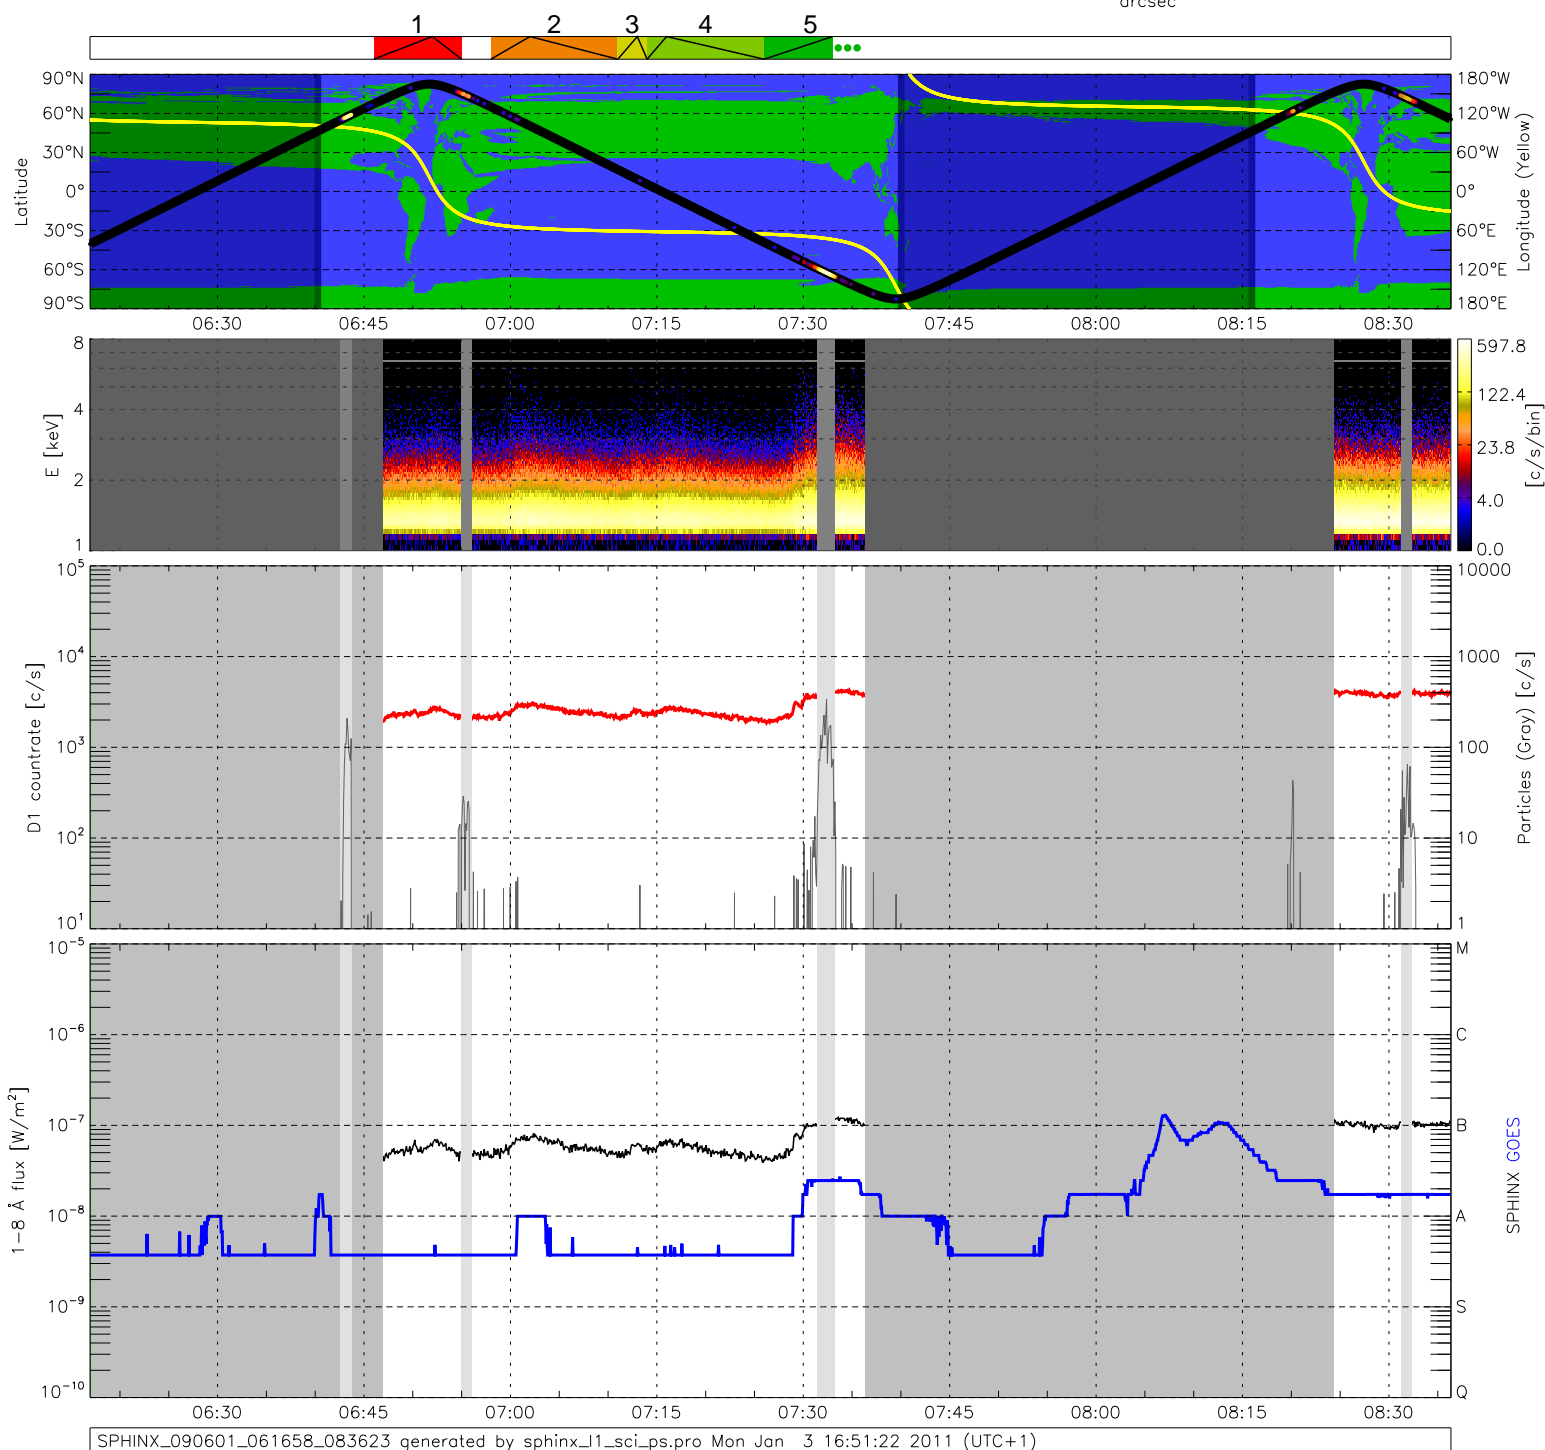 arcsec
1 2 3 4 5
90°N 180°W
60°N 120°W
30°N 60°W
0° 0°
30°S 60°E
60°S 120°E
90°S 180°E
Latitude
Longitude (Yellow)
06:30 06:45 07:00 07:15 07:30 07:45 08:00 08:15 08:30
8
4
2
1
E [keV]
597.8
122.4
23.8
4.0
0.0
[c/s/bin]
10^5 10000
10^4 1000
10^3 100
10^2 10
10^1 1
D1 countrate [c/s]
Particles (Gray) [c/s]
10^-5 M
10^-6 C
10^-7 B
10^-8 A
10^-9 S
10^-10 Q
1-8 Å flux [W/m²]
SPHINX GOES
06:30 06:45 07:00 07:15 07:30 07:45 08:00 08:15 08:30
SPHINX_090601_061658_083623 generated by sphinx_l1_sci_ps.pro Mon Jan 3 16:51:22 2011 (UTC+1)